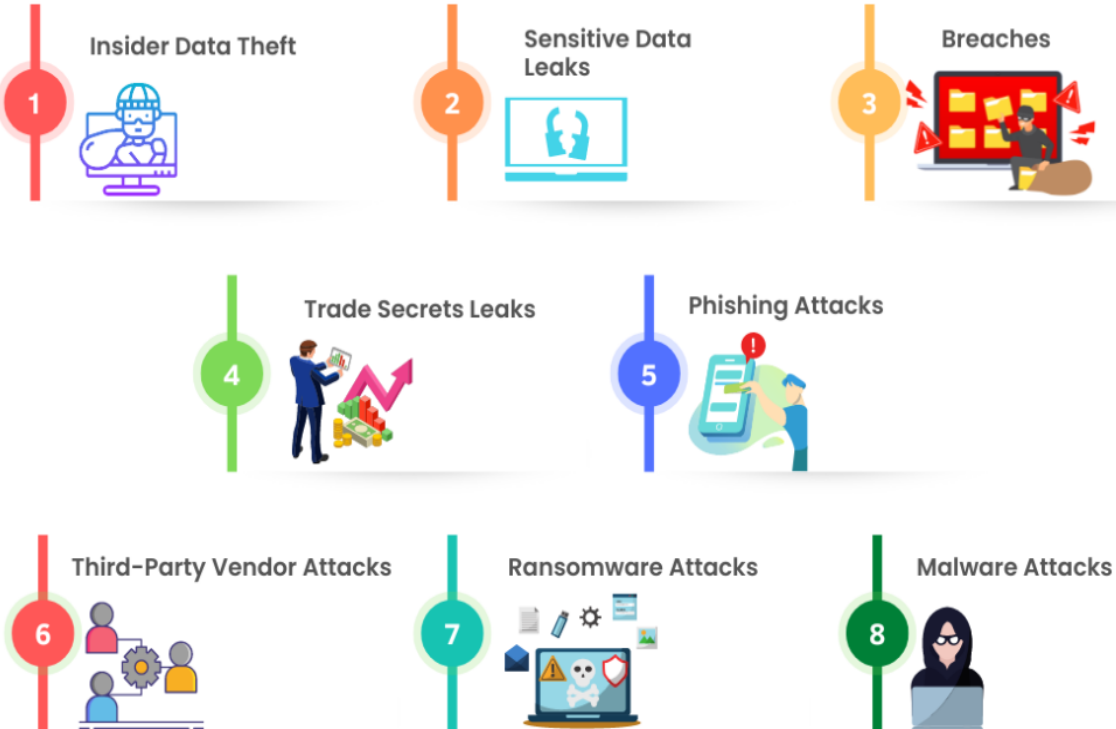 Insider Data Theft
1
Sensitive Data
Leaks
2
Breaches
3
Trade Secrets Leaks
4
Phishing Attacks
5
!
Third-Party Vendor Attacks
6
Ransomware Attacks
7
Malware Attacks
8